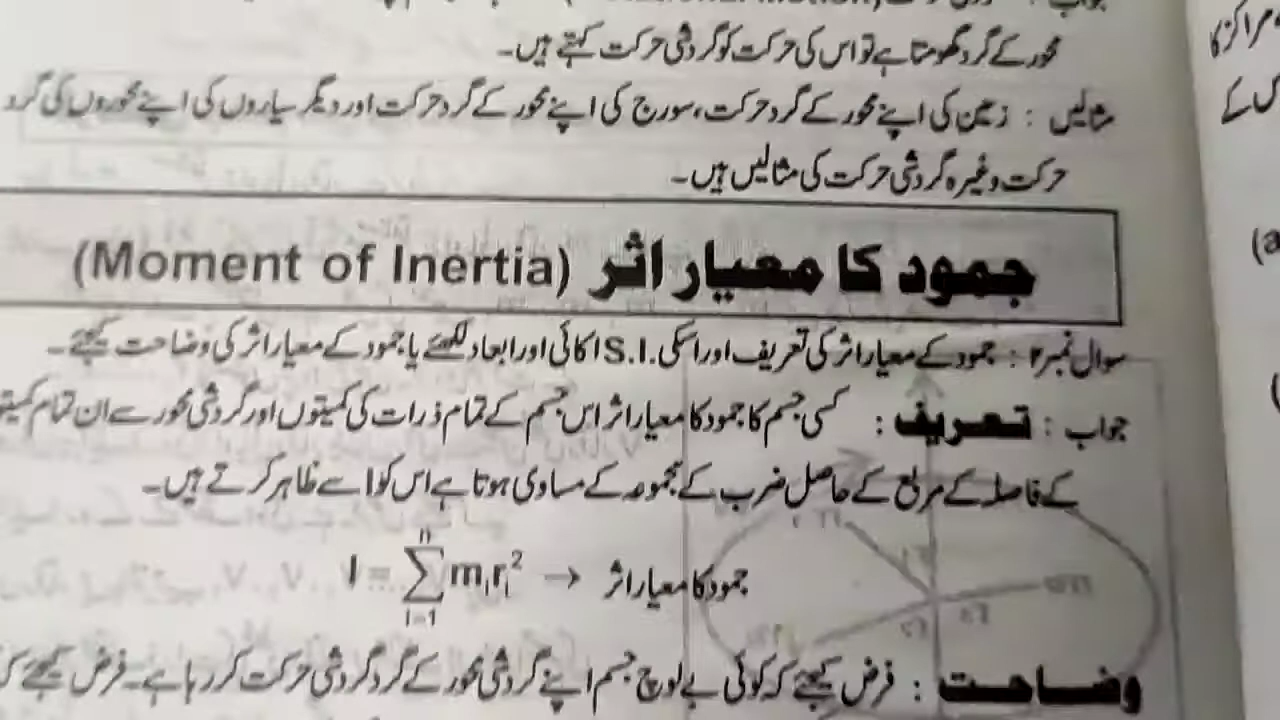 محور کے گرد گھومتا ہے تو اس کی حرکت کو گردشی حرکت کہتے ہیں۔
مثالیں : زمین کی اپنے محور کے گرد حرکت، سورج کی اپنے محور کے گرد حرکت اور دیگر سیاروں کی اپنے محوروں کی گرد
حرکت وغیرہ گردشی حرکت کی مثالیں ہیں۔
جمود کا معیار اثر (Moment of Inertia)
سوال نمبر۲ : جمود کے معیار اثر کی تعریف اور اسکی S.I. اکائی اور ابعاد لکھئے یا جمود کے معیار اثر کی وضاحت کیجئے۔
جواب : تعریف : کسی جسم کا جمود کا معیار اثر اس جسم کے تمام ذرات کی کمیتوں اور گردشی محور سے ان تمام
کے فاصلہ کے مربع کے حاصل ضرب کے مجموعہ کے مساوی ہوتا ہے اس کو I سے ظاہر کرتے ہیں۔
جمود کا معیار اثر → I = ∑ⁿᵢ₌₁ mᵢrᵢ²
وضاحت : فرض کیجئے کہ کوئی بے لوچ جسم اپنے گردشی محور کے گرد گردشی حرکت کر رہا ہے۔ فرض کیجئے
مراکز کا
کے
(a